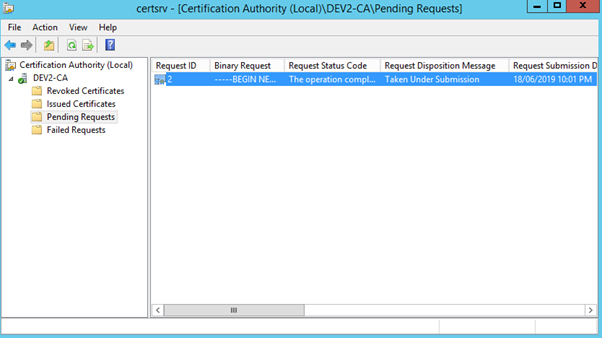 certsrv - [Certification Authority (Local)\DEV2-CA\Pending Requests]
File Action View Help
Certification Authority (Local)
DEV2-CA
Revoked Certificates
Issued Certificates
Pending Requests
Failed Requests
Request ID Binary Request Request Status Code Request Disposition Message Request Submission D
2 -----BEGIN NE... The operation compl... Taken Under Submission 18/06/2019 10:01 PM